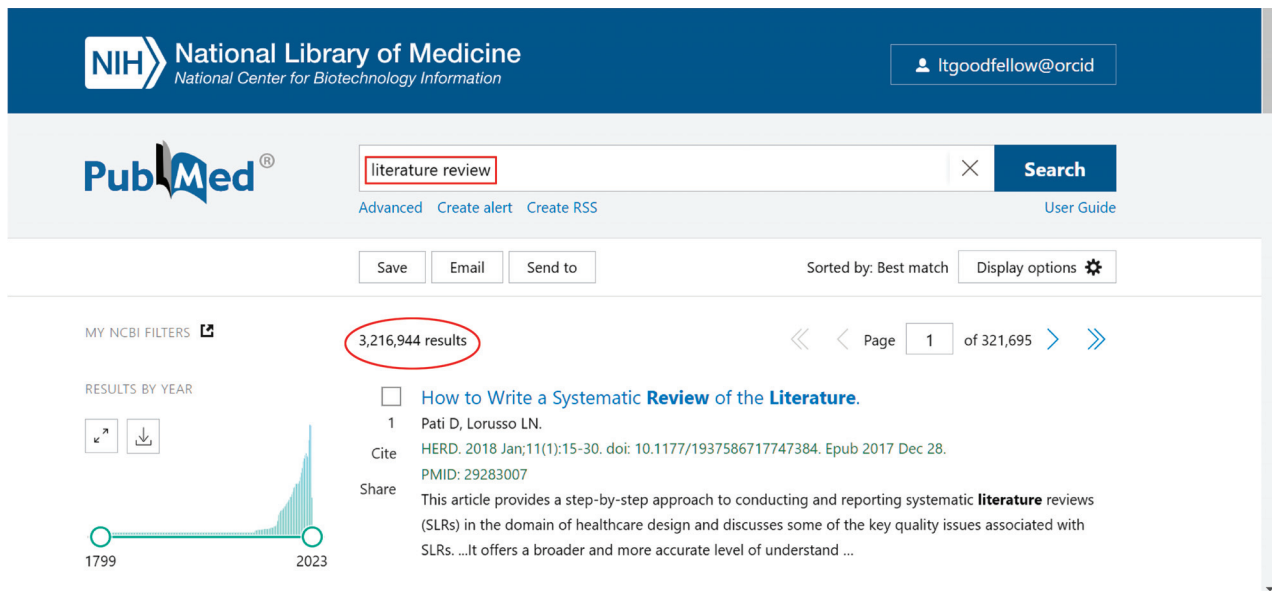 NIH
National Library of Medicine
National Center for Biotechnology Information
ltgoodfellow@orcid
PubMed®
literature review
Search
Advanced Create alert Create RSS
User Guide
Save Email Send to
Sorted by: Best match Display options
MY NCBI FILTERS
3,216,944 results
Page 1 of 321,695
RESULTS BY YEAR
1799 2023
How to Write a Systematic Review of the Literature.
1 Pati D, Lorusso LN.
Cite HERD. 2018 Jan;11(1):15-30. doi: 10.1177/1937586717747384. Epub 2017 Dec 28.
PMID: 29283007
Share This article provides a step-by-step approach to conducting and reporting systematic literature reviews
(SLRs) in the domain of healthcare design and discusses some of the key quality issues associated with
SLRs. ...It offers a broader and more accurate level of understand ...